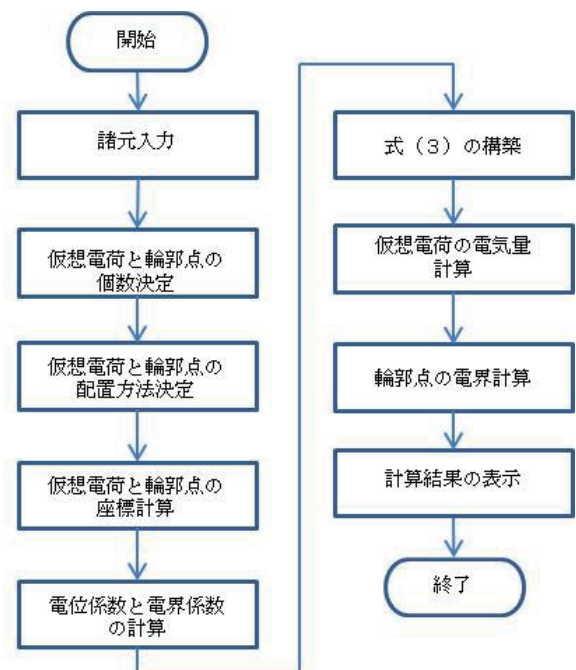 開始
諸元入力
仮想電荷と輪郭点の
個数決定
仮想電荷と輪郭点の
配置方法決定
仮想電荷と輪郭点の
座標計算
電位係数と電界係数
の計算
式（３）の構築
仮想電荷の電気量
計算
輪郭点の電界計算
計算結果の表示
終了